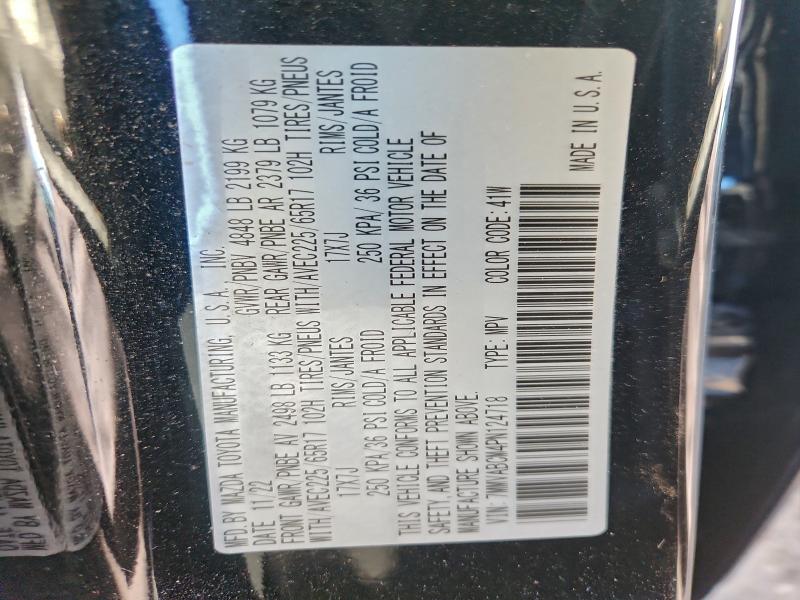 MFD BY MAZDA TOYOTA MANUFACTURING, U.S.A., INC.
DATE 11/22 GVWR/PNBV 4848 LB 2199 KG
FRONT GAWR/PNBE AV 2498 LB 1133 KG REAR GAWR/PNBE AR 2379 LB 1079 KG
WITH/AVEC225/65R17 102H TIRES/PNEUS WITH/AVEC225/65R17 102H TIRES/PNEUS
17X7J RIMS/JANTES 17X7J RIMS/JANTES
250 KPA/36 PSI COLD/A FROID 250 KPA/36 PSI COLD/A FROID
THIS VEHICLE CONFORMS TO ALL APPLICABLE FEDERAL MOTOR VEHICLE
SAFETY AND THEFT PREVENTION STANDARDS IN EFFECT ON THE DATE OF
MANUFACTURE SHOWN ABOVE.
VIN: 7MMVABCM4PN124718 TYPE: MPV COLOR CODE: 41W
MADE IN U.S.A.